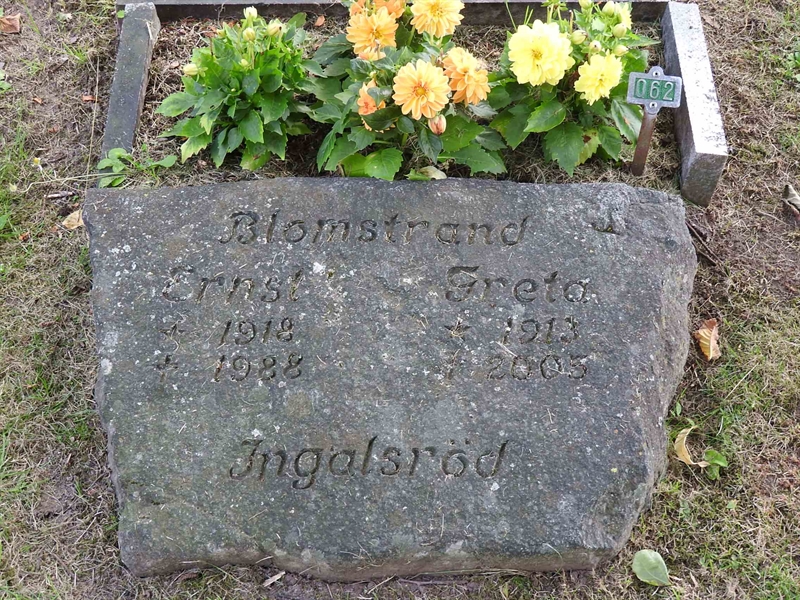 062
Blomstrand
Ernst Greta
* 1918 * 1913
† 1988 † 2005
Ingalsröd